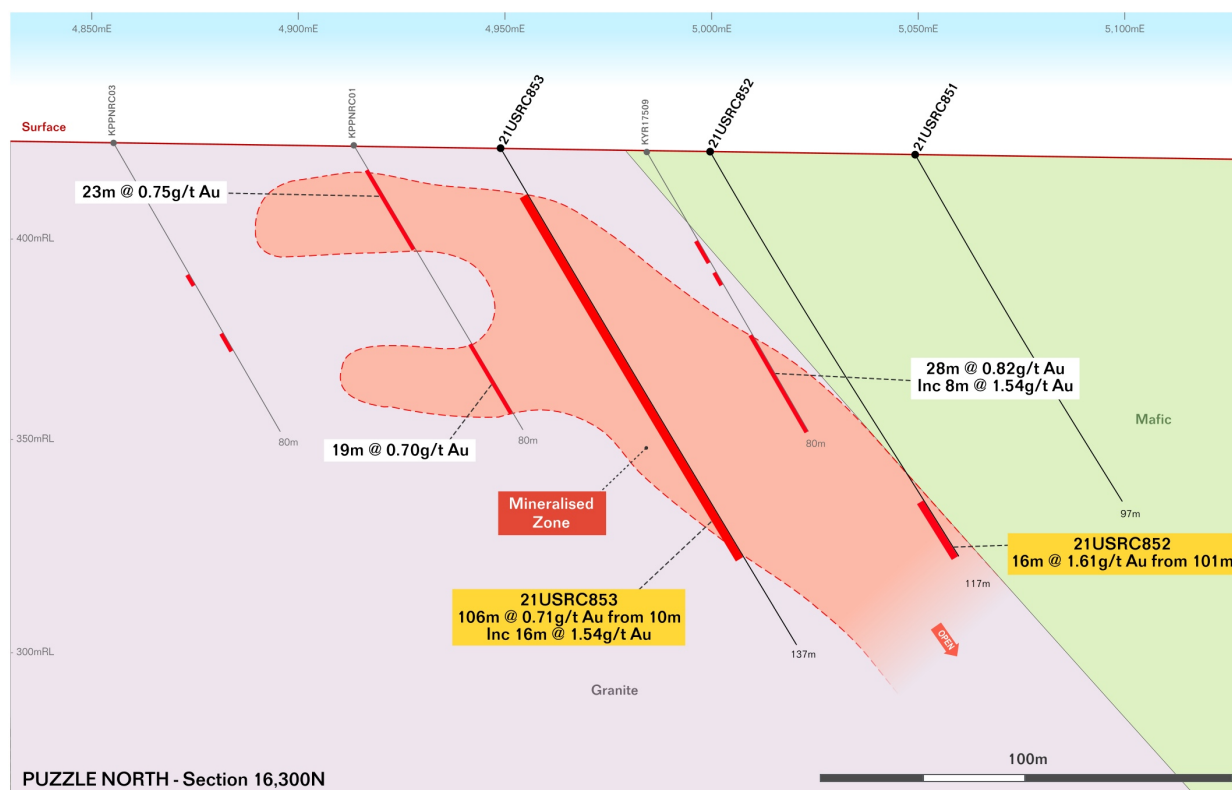 4,850mE
4,900mE
4,950mE
5,000mE
5,050mE
5,100mE
KPPNRC03
KPPNRC01
21USRC853
KYR17509
21USRC852
21USRC851
Surface
23m @ 0.75g/t Au
400mRL
28m @ 0.82g/t Au
Inc 8m @ 1.54g/t Au
Mafic
350mRL
80m
80m
80m
19m @ 0.70g/t Au
Mineralised
Zone
97m
21USRC852
16m @ 1.61g/t Au from 101m
117m
21USRC853
106m @ 0.71g/t Au from 10m
Inc 16m @ 1.54g/t Au
OPEN
300mRL
137m
Granite
100m
PUZZLE NORTH - Section 16,300N